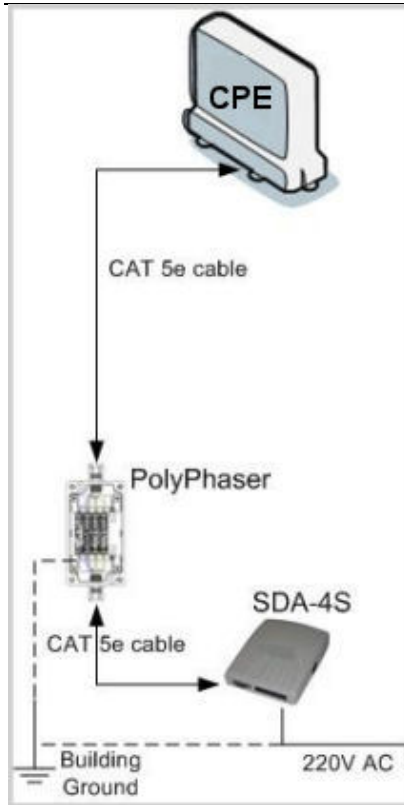 CPE
CAT 5e cable
PolyPhaser
SDA-4S
CAT 5e cable
Building
Ground
220V AC